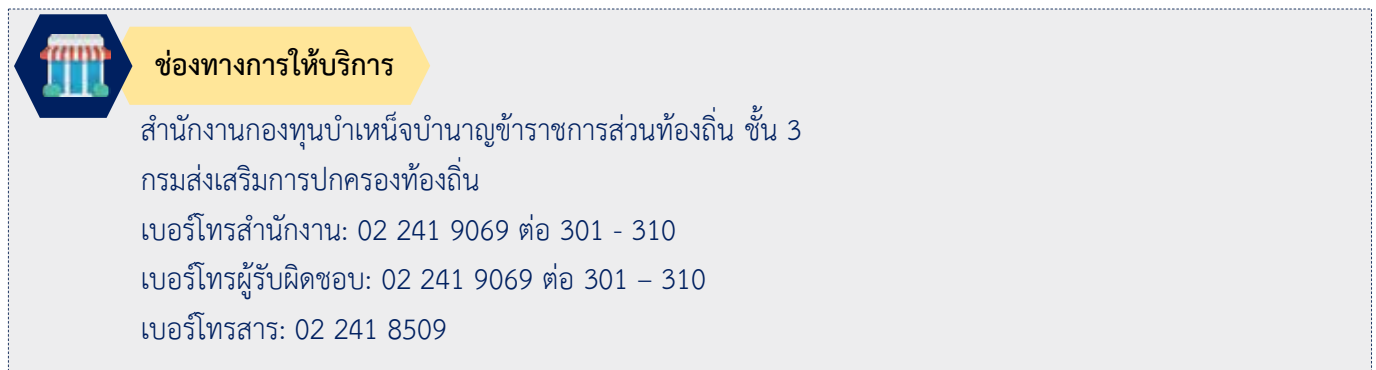 ช่องทางการให้บริการ
สำนักงานกองทุนบำเหน็จบำนาญข้าราชการส่วนท้องถิ่น ชั้น 3
กรมส่งเสริมการปกครองท้องถิ่น
เบอร์โทรสำนักงาน: 02 241 9069 ต่อ 301 - 310
เบอร์โทรผู้รับผิดชอบ: 02 241 9069 ต่อ 301 – 310
เบอร์โทรสาร: 02 241 8509